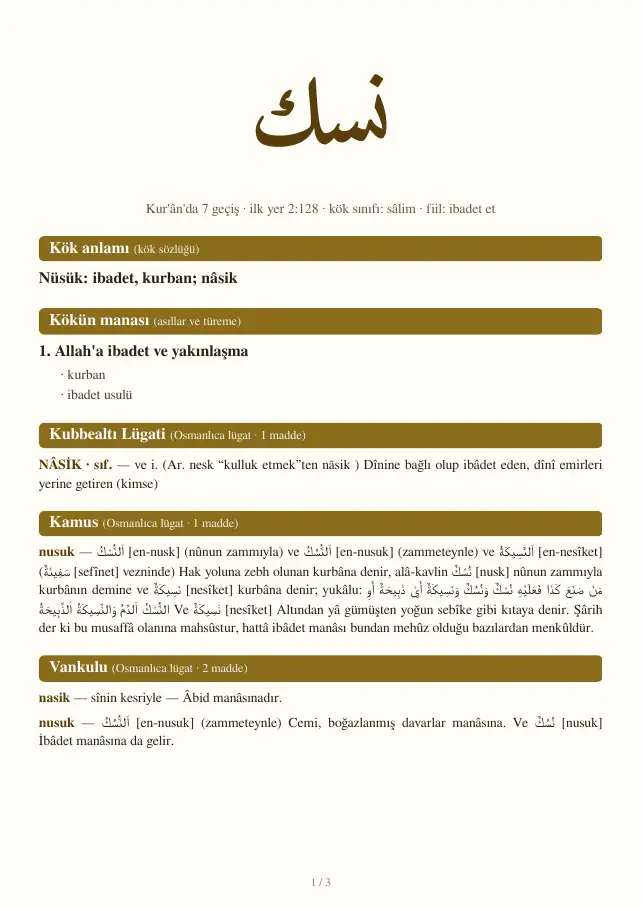 نسك
Kur'ân'da 7 geçiş · ilk yer 2:128 · kök sınıfı: sâlim · fiil: ibadet et
Kök anlamı (kök sözlüğü)
Nüsük: ibadet, kurban; nâsik
Kökün manası (asıllar ve türeme)
1. Allah'a ibadet ve yakınlaşma
· kurban
· ibadet usulü
Kubbealtı Lügati (Osmanlıca lügat · 1 madde)
NÂSİK · sıf. — ve i. (Ar. nesk “kulluk etmek”ten nāsik ) Dînine bağlı olup ibâdet eden, dînî emirleri
yerine getiren (kimse)
Kamus (Osmanlıca lügat · 1 madde)
nusuk — اَلنُّسْكُ [en-nusk] (nûnun zammıyla) ve اَلنُّسُكُ [en-nusuk] (zammeteynle) ve اَلنَّسِيكَةُ [en-nesîket]
(سَفِينَةٌ [sefînet] vezninde) Hak yoluna zebh olunan kurbâna denir, alâ-kavlin نُسْكٌ [nusk] nûnun zammıyla
kurbânın demine ve نَسِيكَةٌ [nesîket] kurbâna denir; yukâlu: مَنْ صَنَعَ كَذَا فَعَلَيْهِ نُسْكٌ وَنُسُكٌ وَنَسِيكَةٌ أَيْ ذَبِيحَةٌ أَوِ
النُّسْكُ اَلدَّمُ وَالنَّسِيكَةُ اَلذَّبِيحَةُ Ve نَسِيكَةٌ [nesîket] Altından yâ gümüşten yoğun sebîke gibi kıtaya denir. Şârih
der ki bu musaffâ olanına mahsûstur, hattâ ibâdet manâsı bundan mehûz olduğu bazılardan menkûldür.
Vankulu (Osmanlıca lügat · 2 madde)
nasik — sînin kesriyle — Âbid manâsınadır.
nusuk — اَلنُّسُكُ [en-nusuk] (zammeteynle) Cemi, boğazlanmış davarlar manâsına. Ve نُسُكٌ [nusuk]
İbâdet manâsına da gelir.
1 / 3